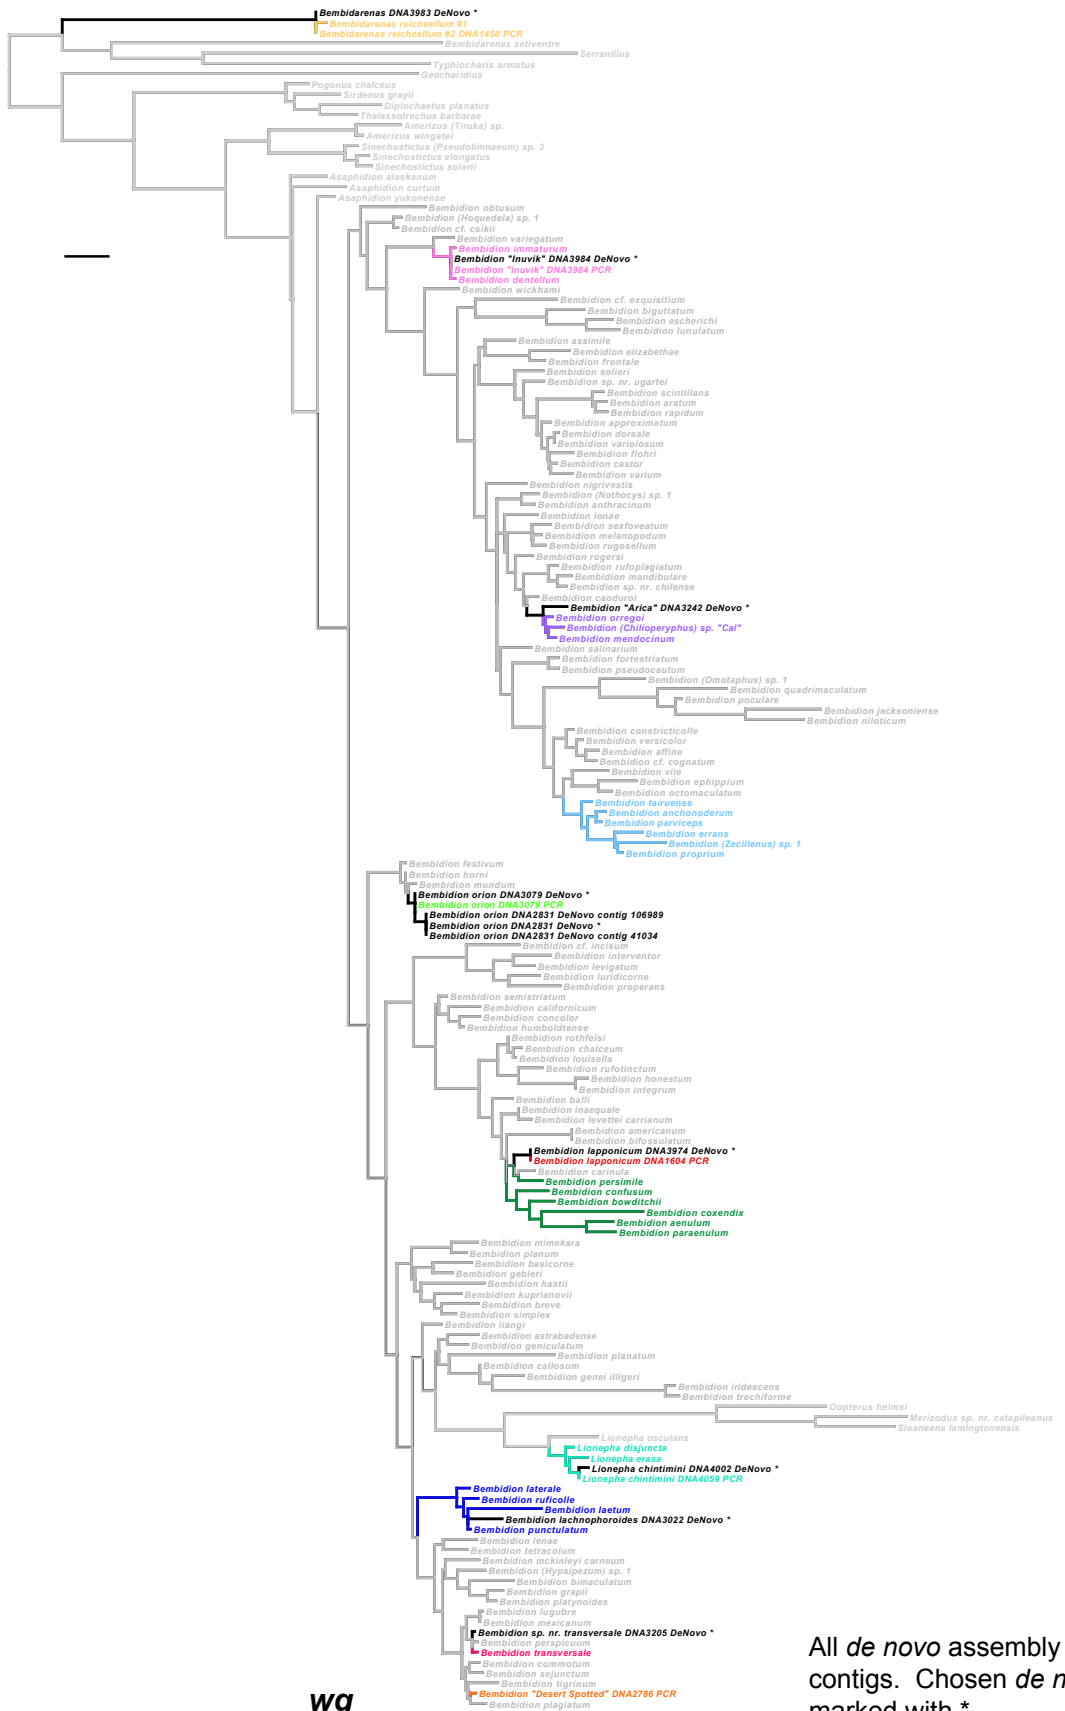 Bembidarenas DNA3983 DeNovo *
Bembidarenas reicheellum #1
Bembidarenas reicheellum #2 DNA1450 PCR
Bembidarenas setiventre
Serranillus
Typhlocharis armatus
Geocharidius
Pogonus chalceus
Sirdenus grayii
Diplochaetus planatus
Thalassotrechus barbarae
Amerizus (Tiruka) sp.
Amerizus wingatei
Sinechostictus (Pseudolimnaeum) sp. 3
Sinechostictus elongatus
Sinechostictus solarii
Asaphidion alaskanum
Asaphidion curtum
Asaphidion yukonense
Bembidion obtusum
Bembidion (Hoquedela) sp. 1
Bembidion cf. csikii
Bembidion variegatum
Bembidion immaturum
Bembidion "Inuvik" DNA3984 DeNovo *
Bembidion "Inuvik" DNA3984 PCR
Bembidion dentellum
Bembidion wickhami
Bembidion cf. exquisitium
Bembidion biguttatum
Bembidion escherichi
Bembidion lunulatum
Bembidion assimile
Bembidion elizabethae
Bembidion frontale
Bembidion solieri
Bembidion sp. nr. ugartei
Bembidion scintillans
Bembidion aratum
Bembidion rapidum
Bembidion approximatum
Bembidion dorsale
Bembidion variolosum
Bembidion flohri
Bembidion castor
Bembidion varium
Bembidion nigrivestis
Bembidion (Nothocys) sp. 1
Bembidion anthracinum
Bembidion lonae
Bembidion sexfoveatum
Bembidion melanopodum
Bembidion rugosellum
Bembidion rogersi
Bembidion rufoplagiatum
Bembidion mandibulare
Bembidion sp. nr. chilense
Bembidion caoduroi
Bembidion "Arica" DNA3242 DeNovo *
Bembidion orregoi
Bembidion (Chilioperyphus) sp. "Cal"
Bembidion mendocinum
Bembidion salinarium
Bembidion fortestriatum
Bembidion pseudocautum
Bembidion (Omotaphus) sp. 1
Bembidion quadrimaculatum
Bembidion poculare
Bembidion jacksoniense
Bembidion niloticum
Bembidion constricticolle
Bembidion versicolor
Bembidion affine
Bembidion cf. cognatum
Bembidion vile
Bembidion ephippium
Bembidion octomaculatum
Bembidion tairuense
Bembidion anchonoderum
Bembidion parviceps
Bembidion errans
Bembidion (Zecillenus) sp. 1
Bembidion proprium
Bembidion festivum
Bembidion horni
Bembidion mundum
Bembidion orion DNA3079 DeNovo *
Bembidion orion DNA3079 PCR
Bembidion orion DNA2831 DeNovo contig 106989
Bembidion orion DNA2831 DeNovo *
Bembidion orion DNA2831 DeNovo contig 41034
Bembidion cf. incisum
Bembidion interventor
Bembidion levigatum
Bembidion luridicorne
Bembidion properans
Bembidion semistriatum
Bembidion californicum
Bembidion concolor
Bembidion humboldtense
Bembidion rothfelsi
Bembidion chalceum
Bembidion louisella
Bembidion rufotinctum
Bembidion honestum
Bembidion integrum
Bembidion balli
Bembidion inaequale
Bembidion levettei carrianum
Bembidion americanum
Bembidion bifossulatum
Bembidion lapponicum DNA3974 DeNovo *
Bembidion lapponicum DNA1604 PCR
Bembidion carinula
Bembidion persimile
Bembidion confusum
Bembidion bowditchii
Bembidion coxendix
Bembidion aenulum
Bembidion paraenulum
Bembidion mimekara
Bembidion planum
Bembidion basicorne
Bembidion gebleri
Bembidion hastii
Bembidion kuprianovii
Bembidion breve
Bembidion simplex
Bembidion liangi
Bembidion astrabadense
Bembidion geniculatum
Bembidion planatum
Bembidion callosum
Bembidion genei illigeri
Bembidion iridescens
Bembidion trechiforme
Oopterus helmsi
Merizodus sp. nr. catapileanus
Sloaneana lamingtonensis
Lionepha osculans
Lionepha disjuncta
Lionepha erasa
Lionepha chintimini DNA4002 DeNovo *
Lionepha chintimini DNA4059 PCR
Bembidion laterale
Bembidion ruficolle
Bembidion laetum
Bembidion lachnophoroides DNA3022 DeNovo *
Bembidion punctulatum
Bembidion lenae
Bembidion tetracolum
Bembidion mckinleyi carneum
Bembidion (Hypsipezum) sp. 1
Bembidion bimaculatum
Bembidion grapii
Bembidion platynoides
Bembidion lugubre
Bembidion mexicanum
Bembidion sp. nr. transversale DNA3205 DeNovo *
Bembidion perspicuum
Bembidion transversale
Bembidion commotum
Bembidion sejunctum
Bembidion tigrinum
Bembidion "Desert Spotted" DNA2786 PCR
Bembidion plagiatum
wg
All de novo assembly
contigs. Chosen de n
marked with *